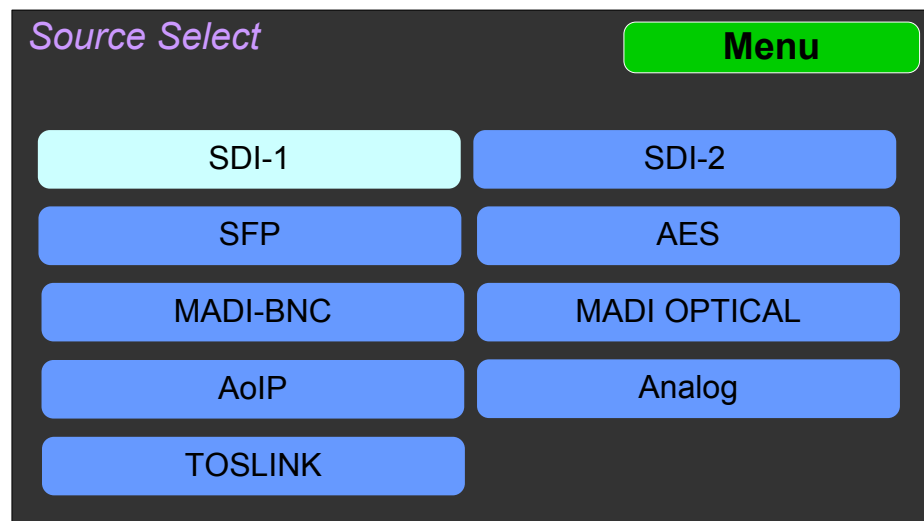 Source Select
Menu
SDI-1
SDI-2
SFP
AES
MADI-BNC
MADI OPTICAL
AoIP
Analog
TOSLINK